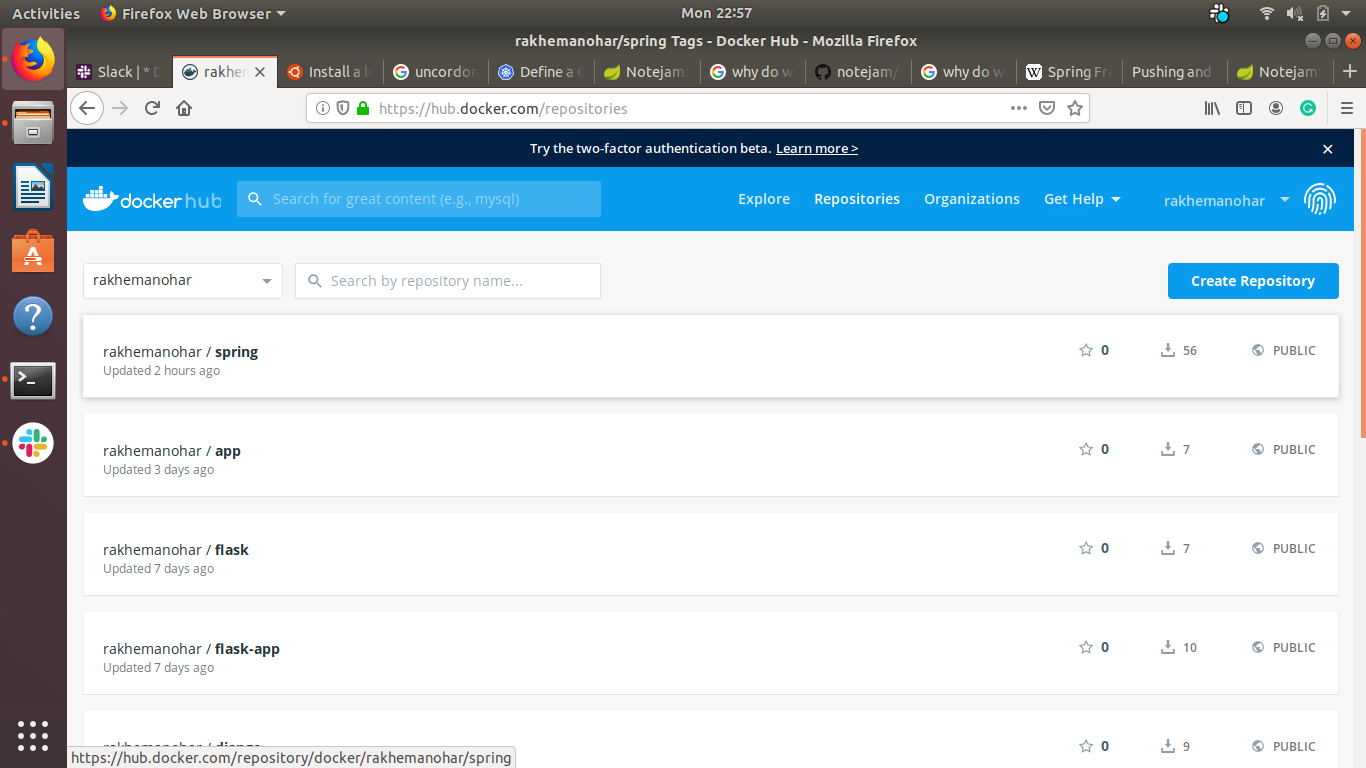 Activities Firefox Web Browser Mon 22:57
rakhemanohar/spring Tags - Docker Hub - Mozilla Firefox
Slack | * D rakhem Install a lo uncordon Define a C Notejam: why do w notejam/ why do w Spring Fra Pushing and Notejam:
https://hub.docker.com/repositories
Try the two-factor authentication beta. Learn more >
docker hub Search for great content (e.g., mysql) Explore Repositories Organizations Get Help rakhemanohar
rakhemanohar Search by repository name... Create Repository
rakhemanohar / spring 0 56 PUBLIC
Updated 2 hours ago
rakhemanohar / app 0 7 PUBLIC
Updated 3 days ago
rakhemanohar / flask 0 7 PUBLIC
Updated 7 days ago
rakhemanohar / flask-app 0 10 PUBLIC
Updated 7 days ago
rakhemanohar / django 0 9 PUBLIC
https://hub.docker.com/repository/docker/rakhemanohar/spring